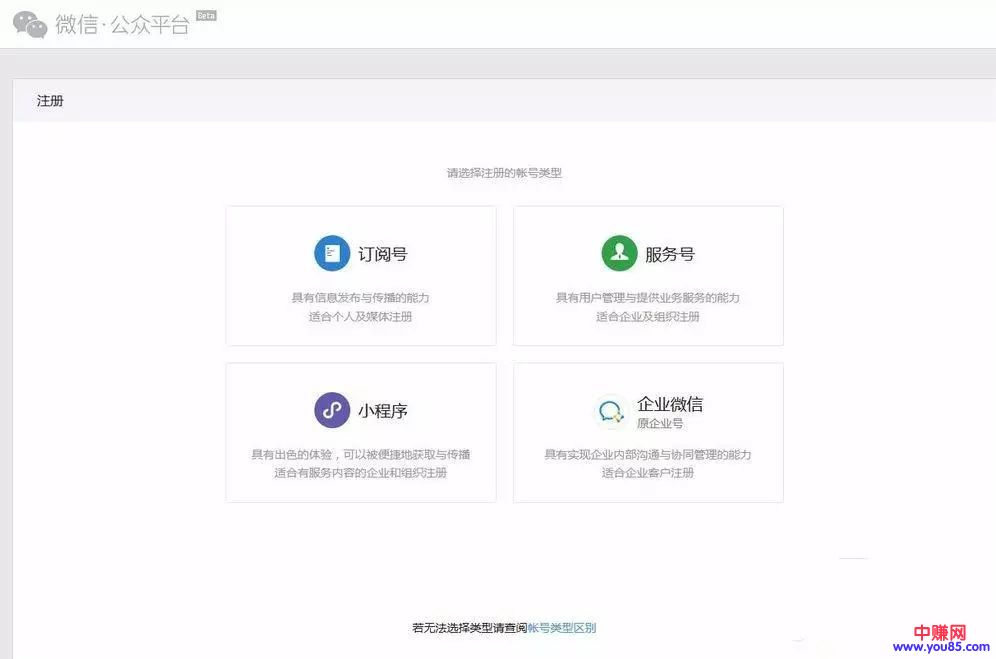 微信·公众平台 Beta
注册
请选择注册的帐号类型
订阅号
具有信息发布与传播的能力
适合个人及媒体注册
服务号
具有用户管理与提供业务服务的能力
适合企业及组织注册
小程序
具有出色的体验，可以被便捷地获取与传播
适合有服务内容的企业和组织注册
企业微信
原企业号
具有实现企业内部沟通与协同管理的能力
适合企业客户注册
若无法选择类型请查阅帐号类型区别
中赚网
www.you85.com